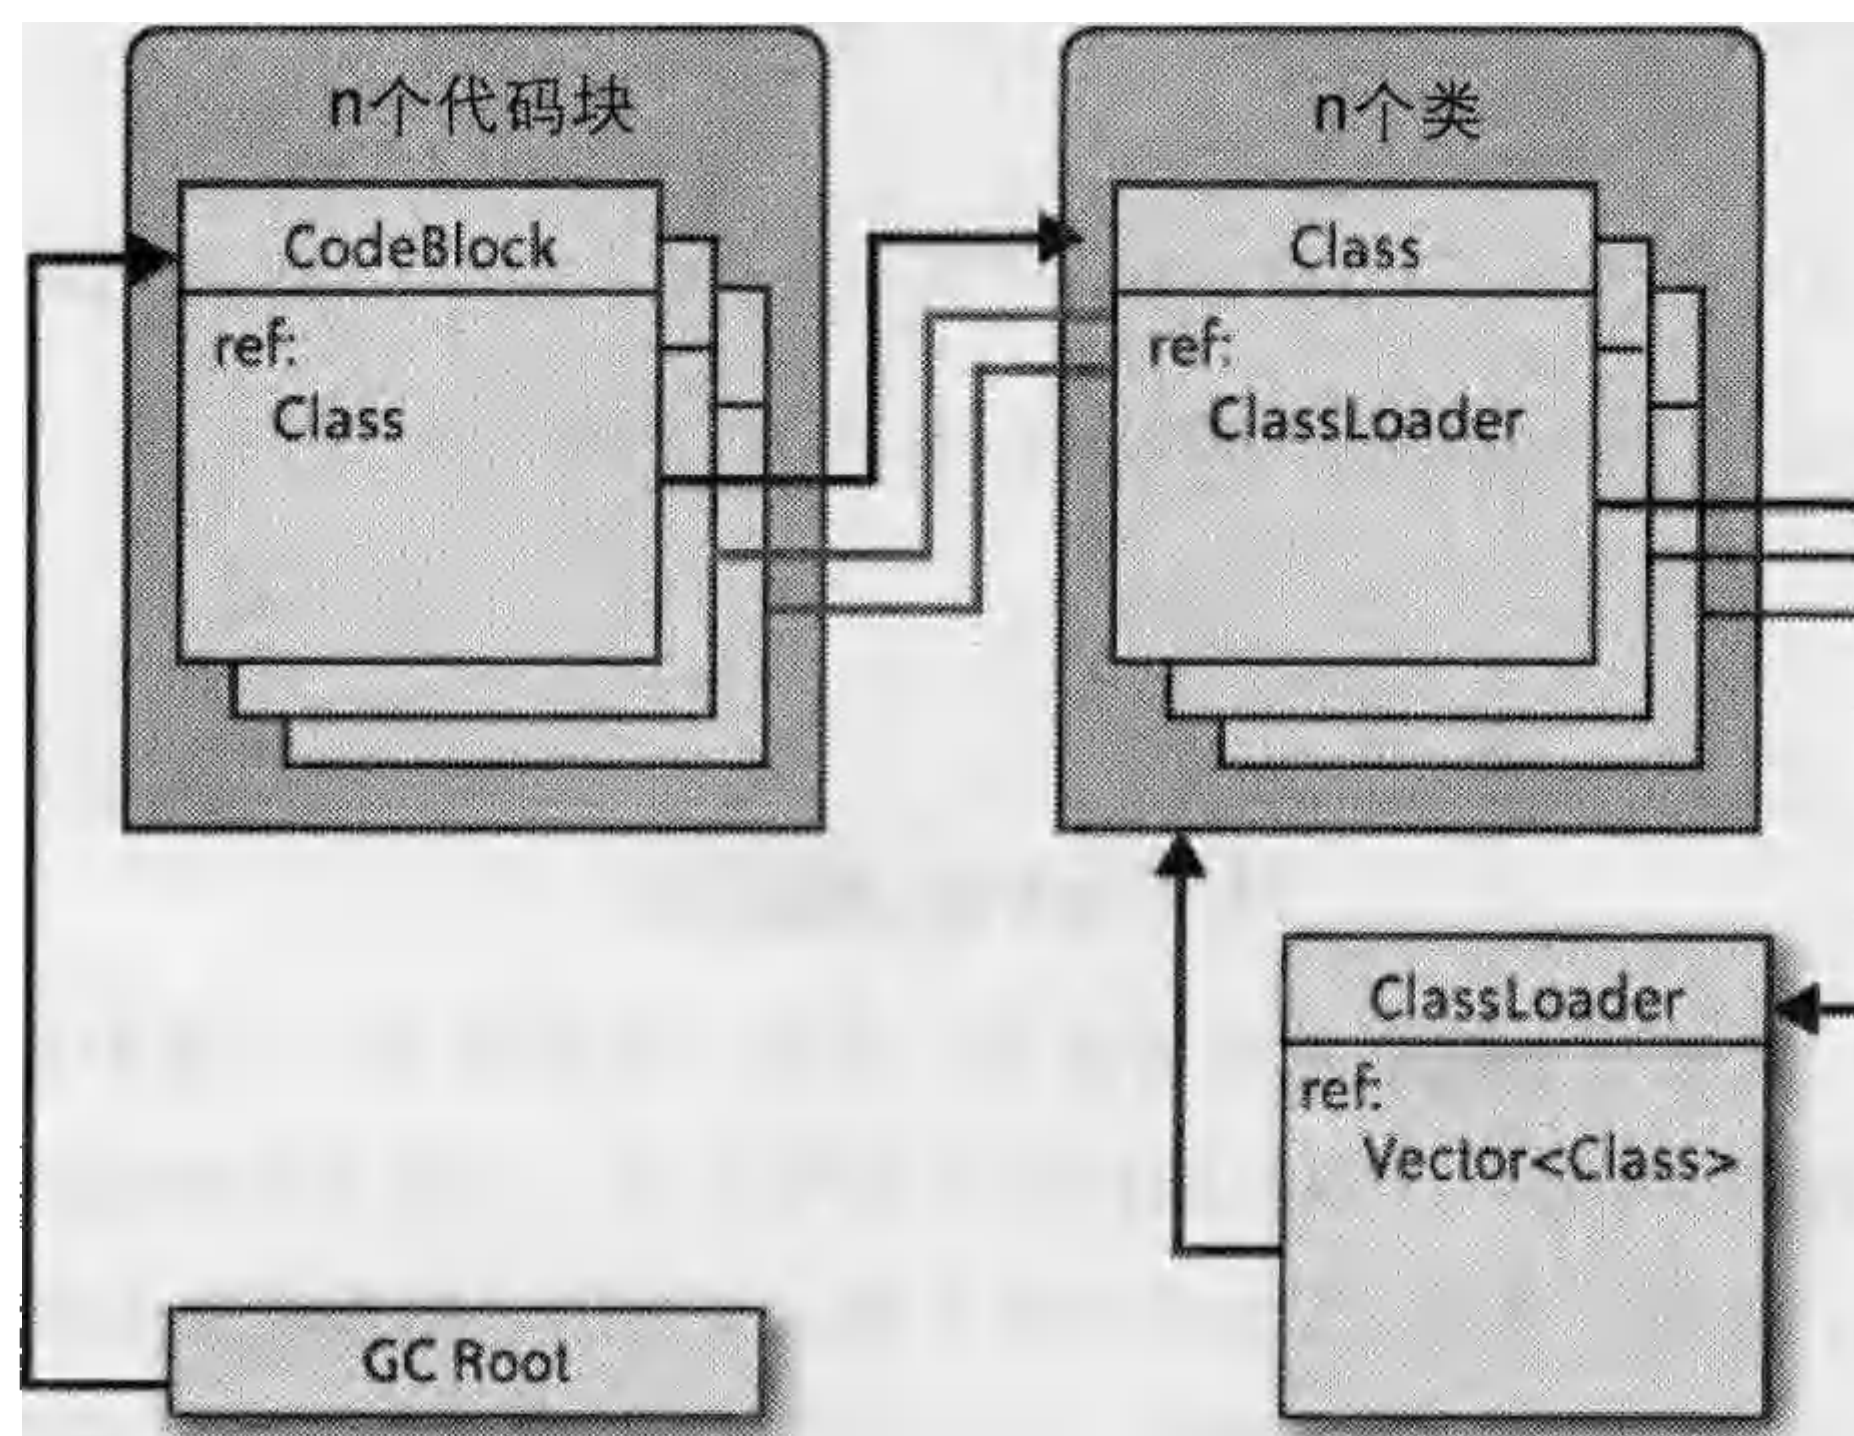 n个代码块
CodeBlock
ref:
Class
n个类
Class
ref:
ClassLoader
ClassLoader
ref:
Vector<Class>
GC Root